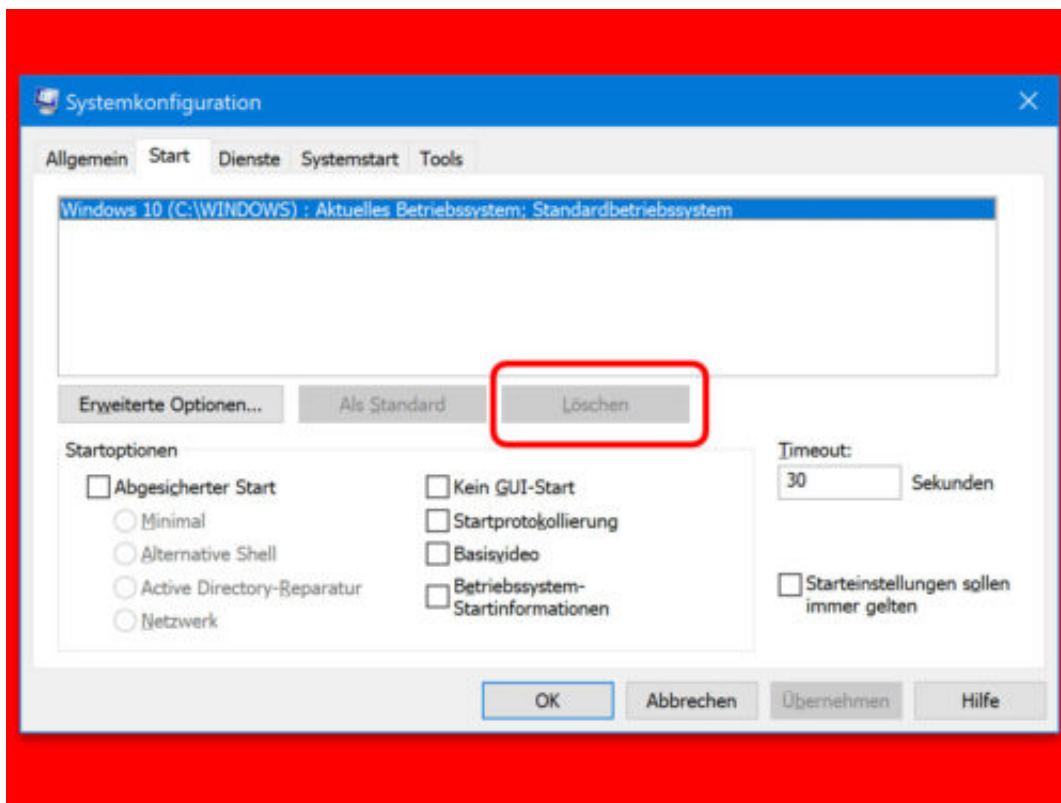 Systemkonfiguration
Allgemein Start Dienste Systemstart Tools
Windows 10 (C:\WINDOWS) : Aktuelles Betriebssystem; Standardbetriebssystem
Erweiterte Optionen... Als Standard Löschen
Startoptionen
Timeout:
Abgesicherter Start Kein GUI-Start 30 Sekunden
Minimal Startprotokollierung
Alternative Shell Basisvideo
Active Directory-Reparatur Betriebssystem-
Startinformationen
Starteinstellungen sollen
immer gelten
Netzwerk
OK Abbrechen Übernehmen Hilfe